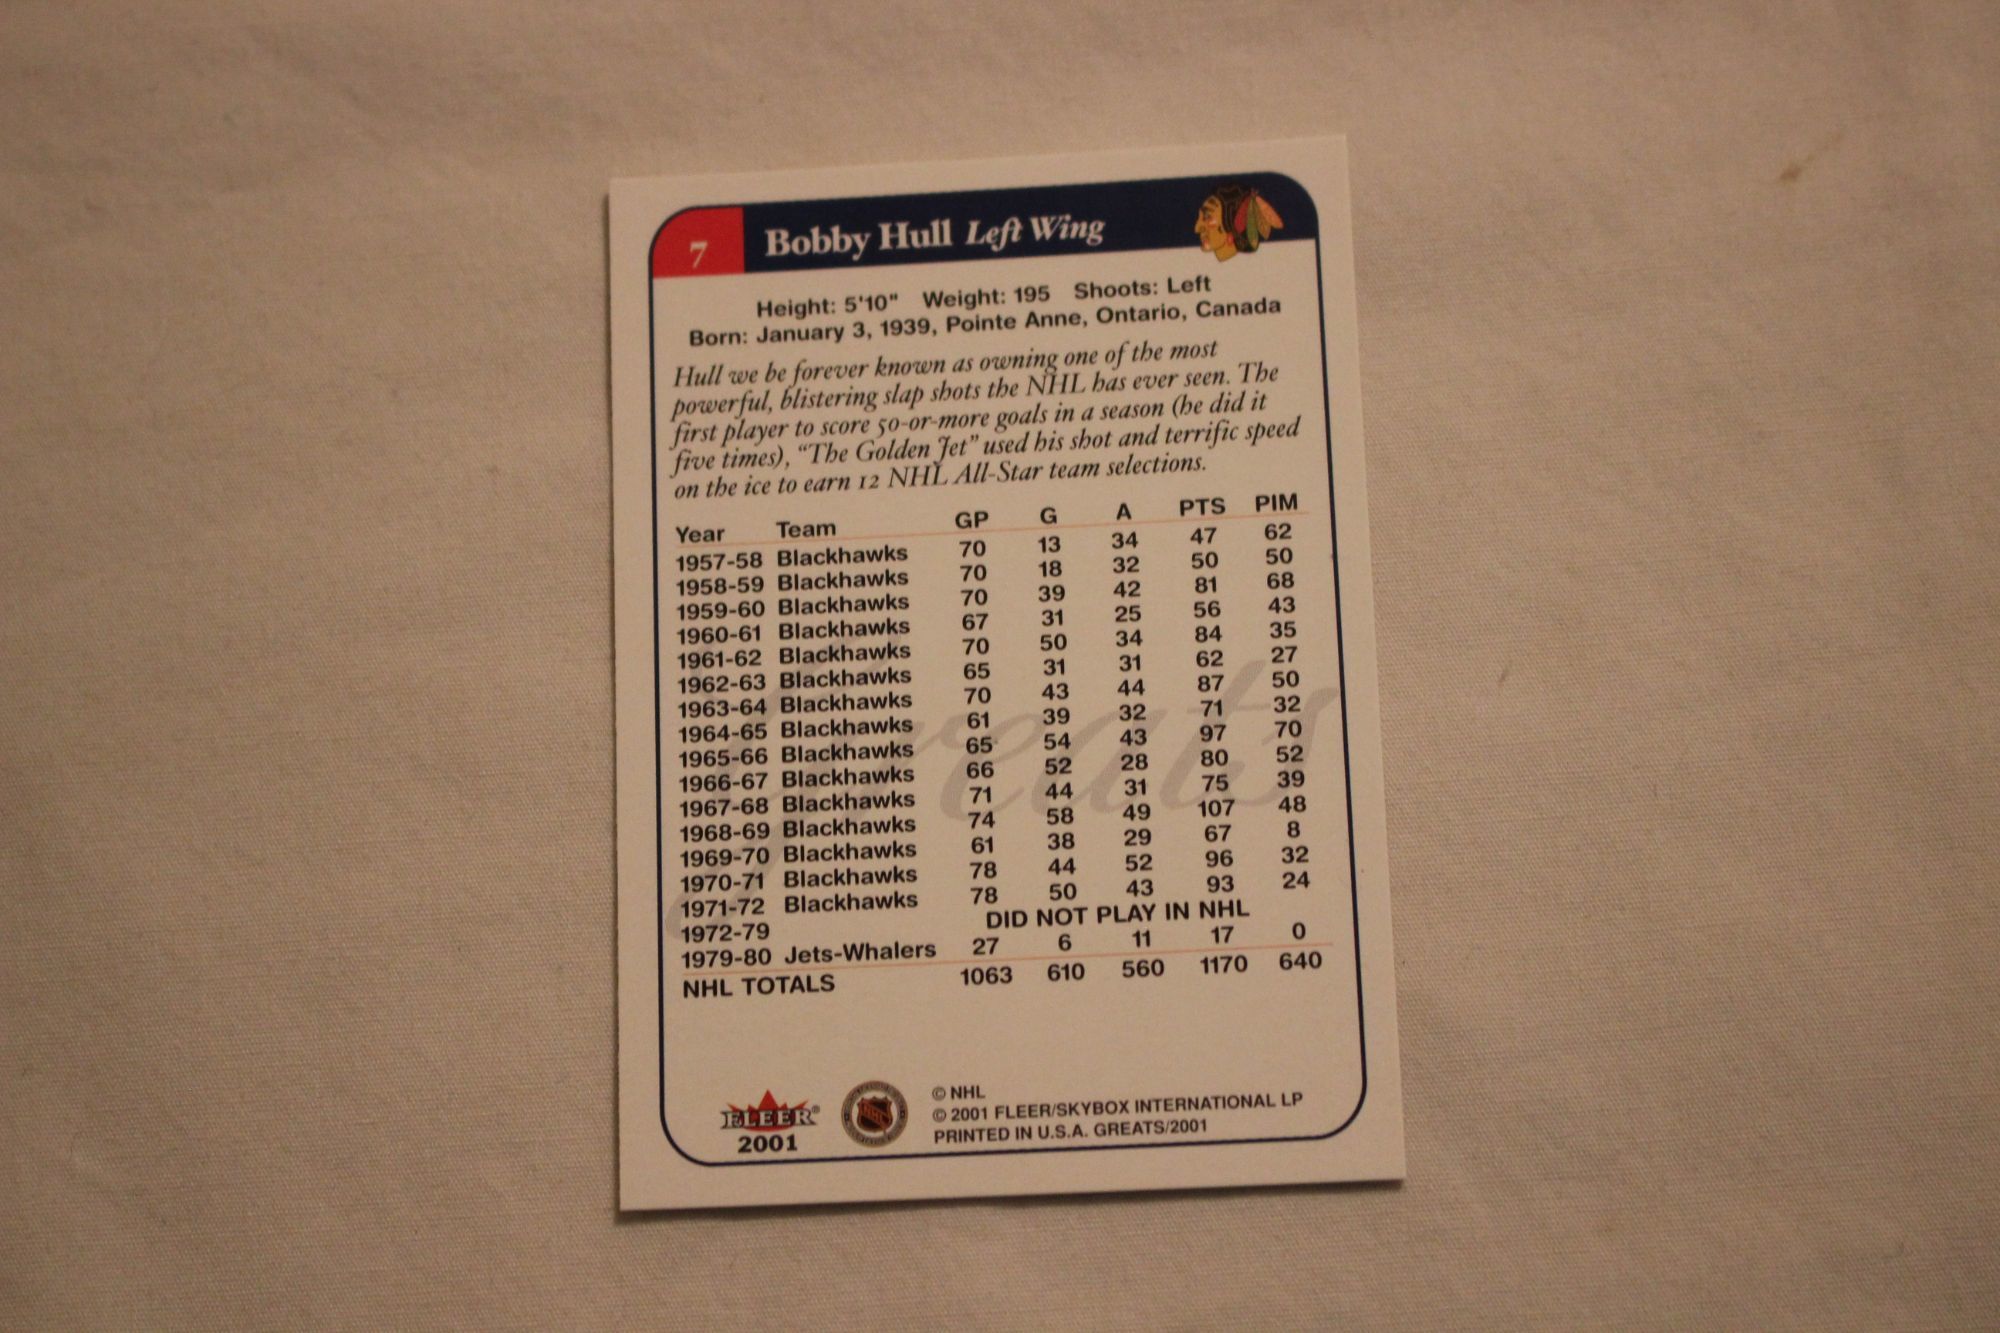 7 Bobby Hull Left Wing
Height: 5'10" Weight: 195 Shoots: Left
Born: January 3, 1939, Pointe Anne, Ontario, Canada
Hull we be forever known as owning one of the most
powerful, blistering slap shots the NHL has ever seen. The
first player to score 50-or-more goals in a season (he did it
five times), "The Golden Jet" used his shot and terrific speed
on the ice to earn 12 NHL All-Star team selections.
Year Team GP G A PTS PIM
1957-58 Blackhawks 70 13 34 47 62
1958-59 Blackhawks 70 18 32 50 50
1959-60 Blackhawks 70 39 42 81 68
1960-61 Blackhawks 67 31 25 56 43
1961-62 Blackhawks 70 50 34 84 35
1962-63 Blackhawks 65 31 31 62 27
1963-64 Blackhawks 70 43 44 87 50
1964-65 Blackhawks 61 39 32 71 32
1965-66 Blackhawks 65 54 43 97 70
1966-67 Blackhawks 66 52 28 80 52
1967-68 Blackhawks 71 44 31 75 39
1968-69 Blackhawks 74 58 49 107 48
1969-70 Blackhawks 61 38 29 67 8
1970-71 Blackhawks 78 44 52 96 32
1971-72 Blackhawks 78 50 43 93 24
1972-79 DID NOT PLAY IN NHL
1979-80 Jets-Whalers 27 6 11 17 0
NHL TOTALS 1063 610 560 1170 640
Greats
FLEER®
2001
NHL
© NHL
© 2001 FLEER/SKYBOX INTERNATIONAL LP
PRINTED IN U.S.A. GREATS/2001